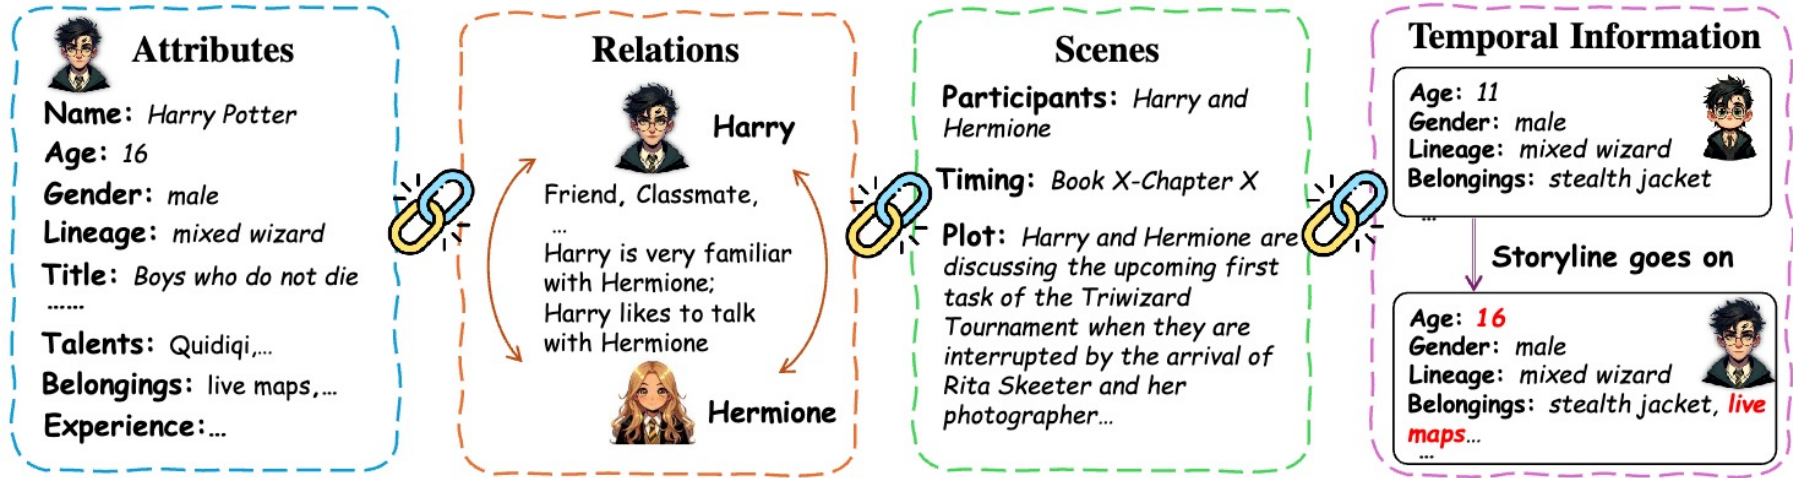 Attributes
Name: Harry Potter
Age: 16
Gender: male
Lineage: mixed wizard
Title: Boys who do not die
......
Talents: Quidiqi,...
Belongings: live maps,...
Experience:...
Relations
Harry
Friend, Classmate,
...
Harry is very familiar
with Hermione;
Harry likes to talk
with Hermione
Hermione
Scenes
Participants: Harry and
Hermione
Timing: Book X-Chapter X
Plot: Harry and Hermione are
discussing the upcoming first
task of the Triwizard
Tournament when they are
interrupted by the arrival of
Rita Skeeter and her
photographer...
Temporal Information
Age: 11
Gender: male
Lineage: mixed wizard
Belongings: stealth jacket
...
Storyline goes on
Age: 16
Gender: male
Lineage: mixed wizard
Belongings: stealth jacket, live
maps...
...